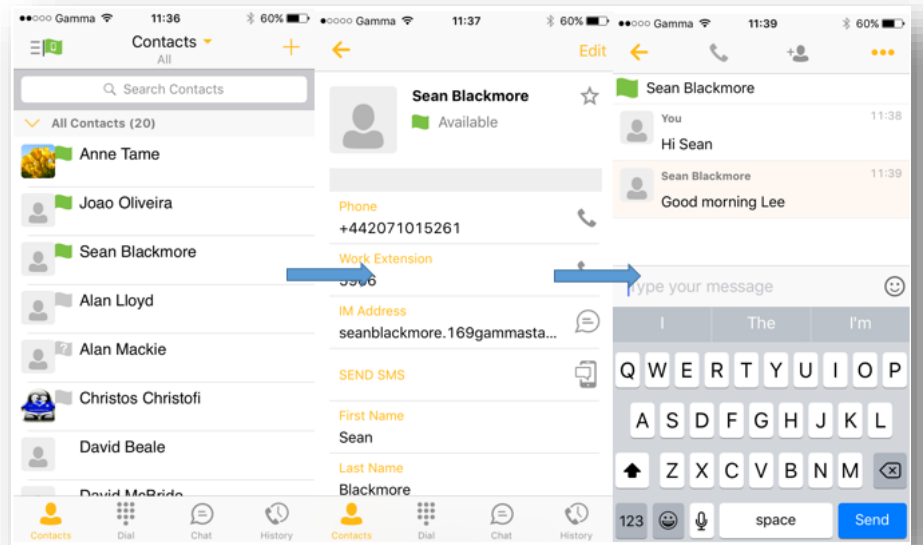 Gamma 11:36 60%
Contacts
All
Search Contacts
All Contacts (20)
Anne Tame
Joao Oliveira
Sean Blackmore
Alan Lloyd
?
Alan Mackie
Christos Christofi
David Beale
David McBride
Contacts Dial Chat History
Gamma 11:37 60%
Edit
Sean Blackmore
Available
Phone
+442071015261
Work Extension
IM Address
seanblackmore.169gammasta...
SEND SMS
First Name
Sean
Last Name
Blackmore
Contacts Dial Chat History
Gamma 11:39 60%
Sean Blackmore
You 11:38
Hi Sean
Sean Blackmore 11:39
Good morning Lee
Type your message
I The I'm
Q W E R T Y U I O P
A S D F G H J K L
Z X C V B N M
123 space Send